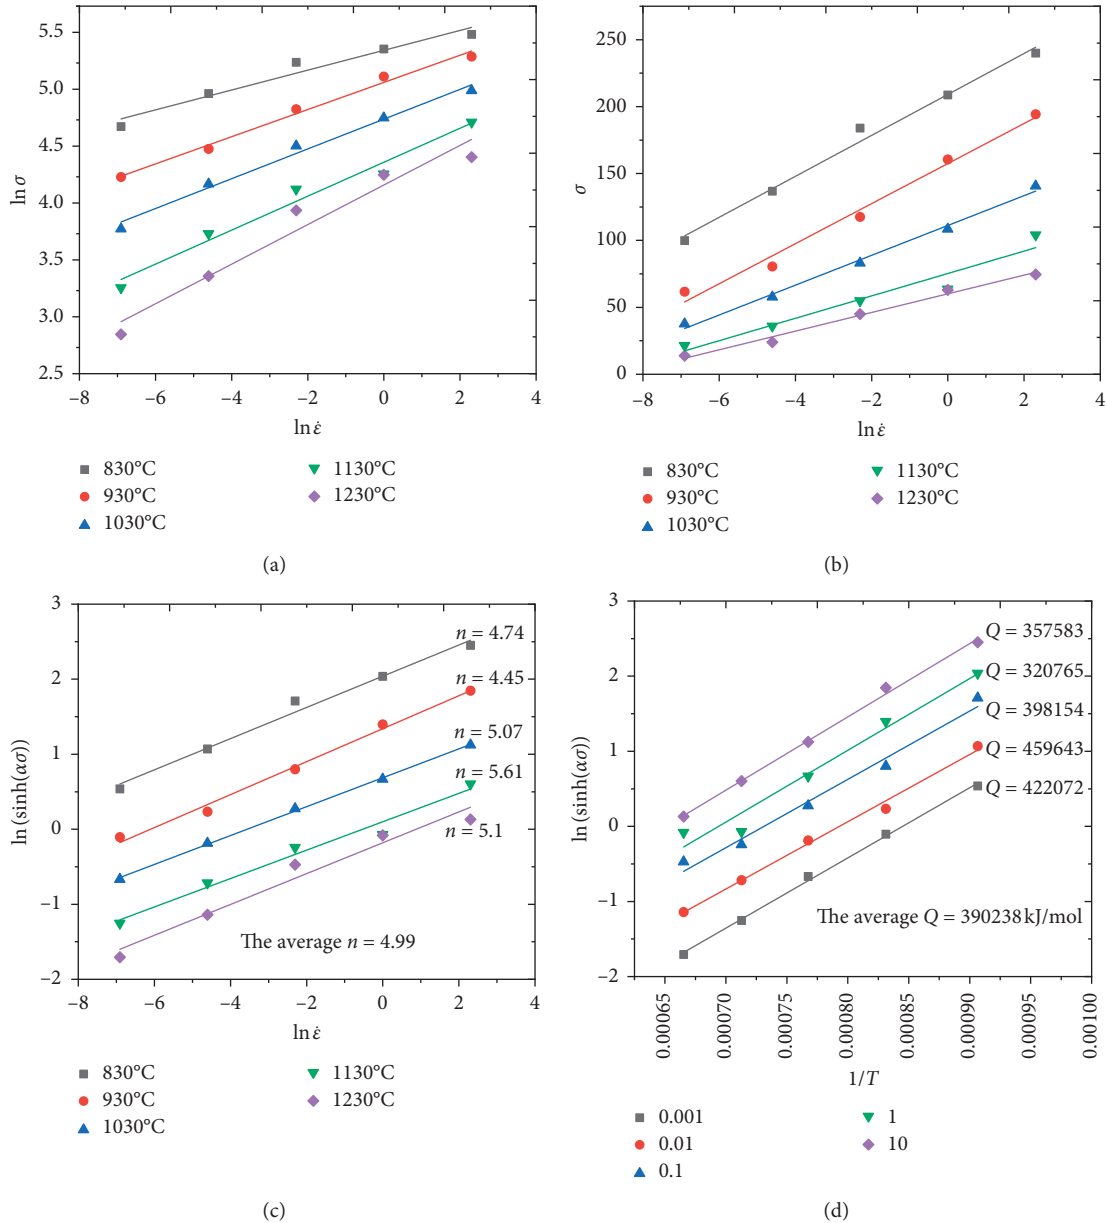 5.5
5.0
4.5
4.0
3.5
3.0
2.5
ln σ
−8 −6 −4 −2 0 2 4
ln ε̇
830°C
930°C
1030°C
1130°C
1230°C
(a)
250
200
150
100
50
0
σ
−8 −6 −4 −2 0 2 4
ln ε̇
830°C
930°C
1030°C
1130°C
1230°C
(b)
3
2
1
0
−1
−2
ln (sinh(ασ))
n = 4.74
n = 4.45
n = 5.07
n = 5.61
n = 5.1
The average n = 4.99
−8 −6 −4 −2 0 2 4
ln ε̇
830°C
930°C
1030°C
1130°C
1230°C
(c)
3
2
1
0
−1
−2
ln (sinh(ασ))
Q = 357583
Q = 320765
Q = 398154
Q = 459643
Q = 422072
The average Q = 390238 kJ/mol
0.00065 0.00070 0.00075 0.00080 0.00085 0.00090 0.00095 0.00100
1/T
0.001
0.01
0.1
1
10
(d)